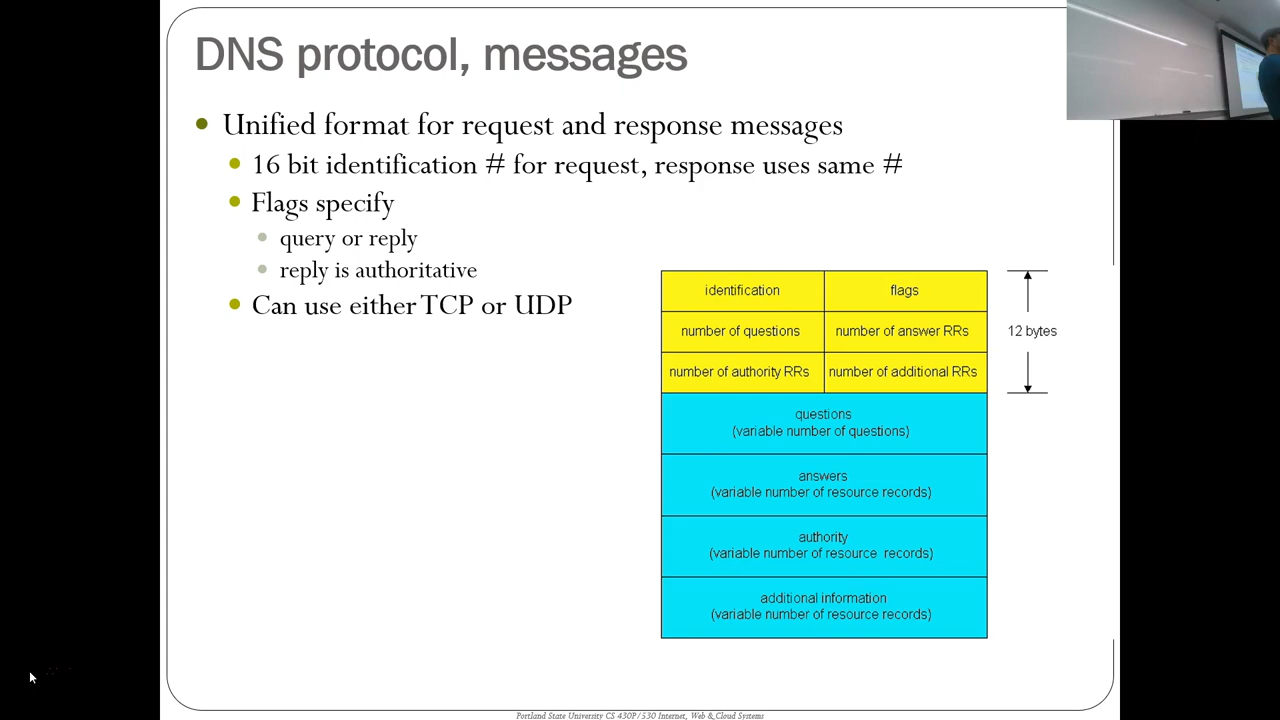 DNS protocol, messages
Unified format for request and response messages
16 bit identification # for request, response uses same #
Flags specify
query or reply
reply is authoritative
Can use either TCP or UDP
identification
flags
12 bytes
number of questions
number of answer RRs
number of authority RRs
number of additional RRs
questions
(variable number of questions)
answers
(variable number of resource records)
authority
(variable number of resource records)
additional information
(variable number of resource records)
Portland State University CS 430P/530 Internet, Web & Cloud Systems